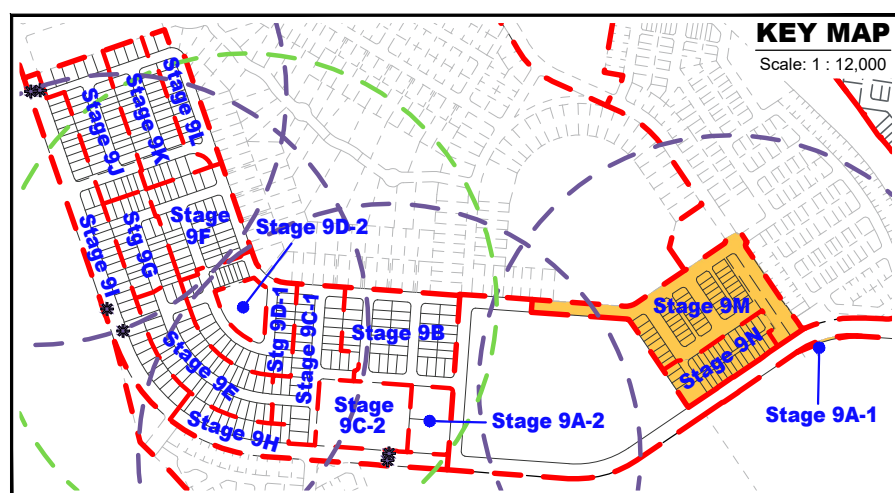 KEY MAP
Scale: 1 : 12,000
Stage 9L
Stage 9K
Stage 9J
Stage
9F
Stage 9D-2
Stg 9G
Stage 9I
Stage 9M
Stg 9D-1
Stage 9C-1
Stage 9B
Stage 9N
Stage 9E
Stage
9C-2
Stage 9A-2
Stage 9A-1
Stage 9H